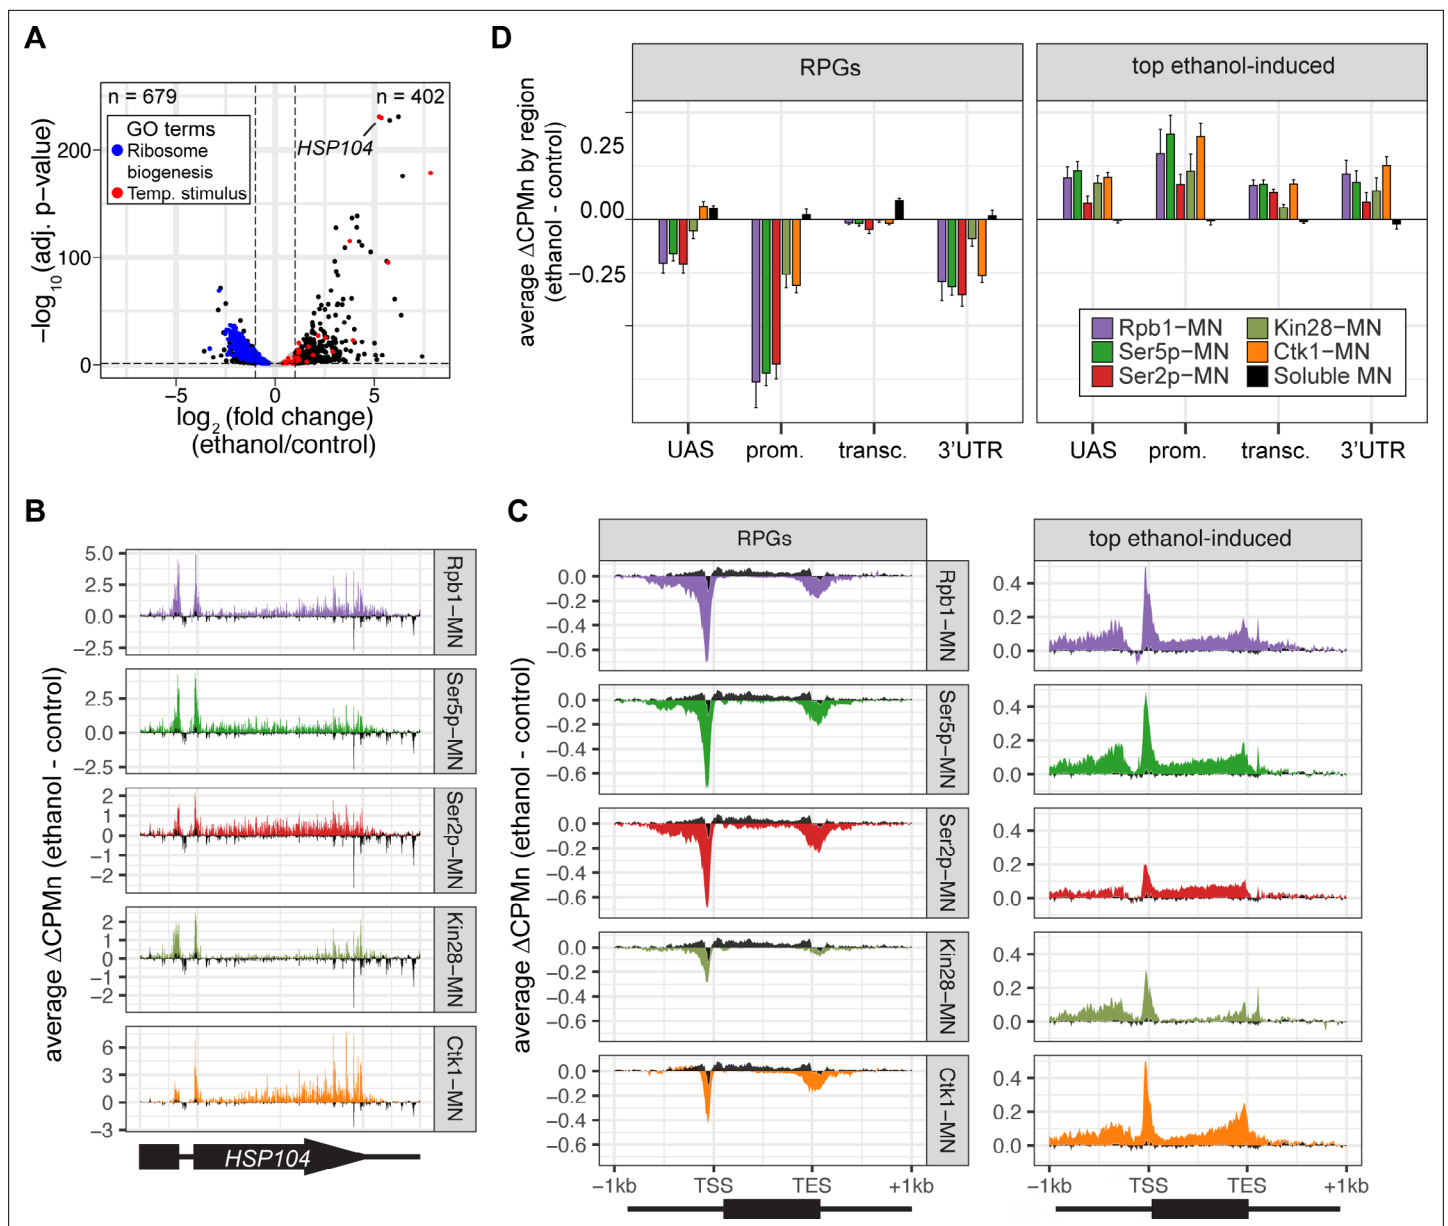 A
n = 679
n = 402
GO terms
Ribosome
biogenesis
Temp. stimulus
HSP104
200
100
0
−5
0
5
−log10 (adj. p−value)
log2 (fold change)
(ethanol/control)
D
RPGs
top ethanol-induced
average ΔCPMn by region
(ethanol - control)
0.25
0.00
−0.25
Rpb1−MN
Ser5p−MN
Ser2p−MN
Kin28−MN
Ctk1−MN
Soluble MN
UAS
prom.
transc.
3'UTR
UAS
prom.
transc.
3'UTR
B
average ΔCPMn (ethanol - control)
5.0
2.5
0.0
−2.5
Rpb1−MN
2.5
0.0
−2.5
Ser5p−MN
2
1
0
−1
−2
Ser2p−MN
2
1
0
−1
−2
Kin28−MN
6
3
0
−3
Ctk1−MN
HSP104
C
RPGs
top ethanol-induced
average ΔCPMn (ethanol - control)
0.0
−0.2
−0.4
−0.6
Rpb1−MN
0.4
0.2
0.0
0.0
−0.2
−0.4
−0.6
Ser5p−MN
0.4
0.2
0.0
0.0
−0.2
−0.4
−0.6
Ser2p−MN
0.4
0.2
0.0
0.0
−0.2
−0.4
−0.6
Kin28−MN
0.4
0.2
0.0
0.0
−0.2
−0.4
−0.6
Ctk1−MN
0.4
0.2
0.0
−1kb
TSS
TES
+1kb
−1kb
TSS
TES
+1kb